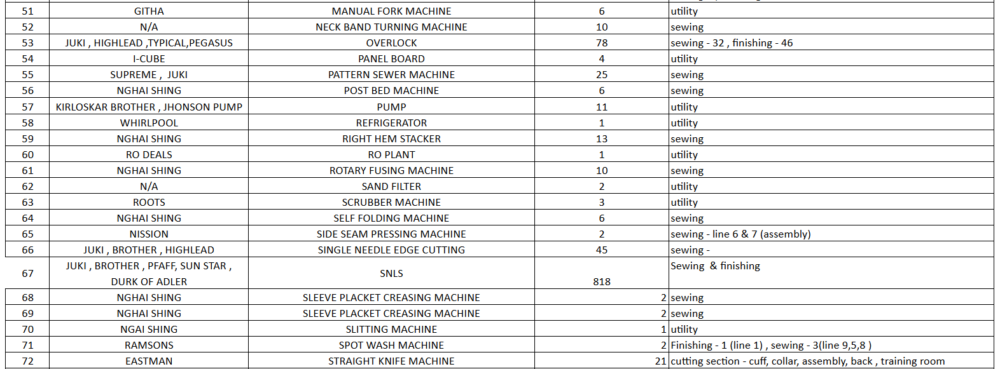 51 GITHA MANUAL FORK MACHINE 6 utility
52 N/A NECK BAND TURNING MACHINE 10 sewing
53 JUKI , HIGHLEAD ,TYPICAL,PEGASUS OVERLOCK 78 sewing - 32 , finishing - 46
54 I-CUBE PANEL BOARD 4 utility
55 SUPREME , JUKI PATTERN SEWER MACHINE 25 sewing
56 NGHAI SHING POST BED MACHINE 6 sewing
57 KIRLOSKAR BROTHER , JHONSON PUMP PUMP 11 utility
58 WHIRLPOOL REFRIGERATOR 1 utility
59 NGHAI SHING RIGHT HEM STACKER 13 sewing
60 RO DEALS RO PLANT 1 utility
61 NGHAI SHING ROTARY FUSING MACHINE 10 sewing
62 N/A SAND FILTER 2 utility
63 ROOTS SCRUBBER MACHINE 3 utility
64 NGHAI SHING SELF FOLDING MACHINE 6 sewing
65 NISSION SIDE SEAM PRESSING MACHINE 2 sewing - line 6 & 7 (assembly)
66 JUKI , BROTHER , HIGHLEAD SINGLE NEEDLE EDGE CUTTING 45 sewing -
67 JUKI , BROTHER , PFAFF, SUN STAR , DURK OF ADLER SNLS 818 Sewing & finishing
68 NGHAI SHING SLEEVE PLACKET CREASING MACHINE 2 sewing
69 NGHAI SHING SLEEVE PLACKET CREASING MACHINE 2 sewing
70 NGAI SHING SLITTING MACHINE 1 utility
71 RAMSONS SPOT WASH MACHINE 2 Finishing - 1 (line 1) , sewing - 3(line 9,5,8 )
72 EASTMAN STRAIGHT KNIFE MACHINE 21 cutting section - cuff, collar, assembly, back , training room